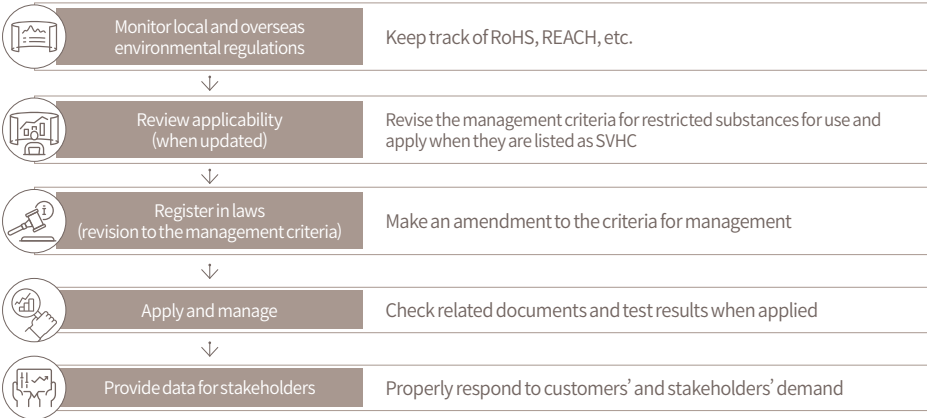 Monitor local and overseas
environmental regulations
Keep track of RoHS, REACH, etc.
Review applicability
(when updated)
Revise the management criteria for restricted substances for use and
apply when they are listed as SVHC
Register in laws
(revision to the management criteria)
Make an amendment to the criteria for management
Apply and manage
Check related documents and test results when applied
Provide data for stakeholders
Properly respond to customers’ and stakeholders’ demand